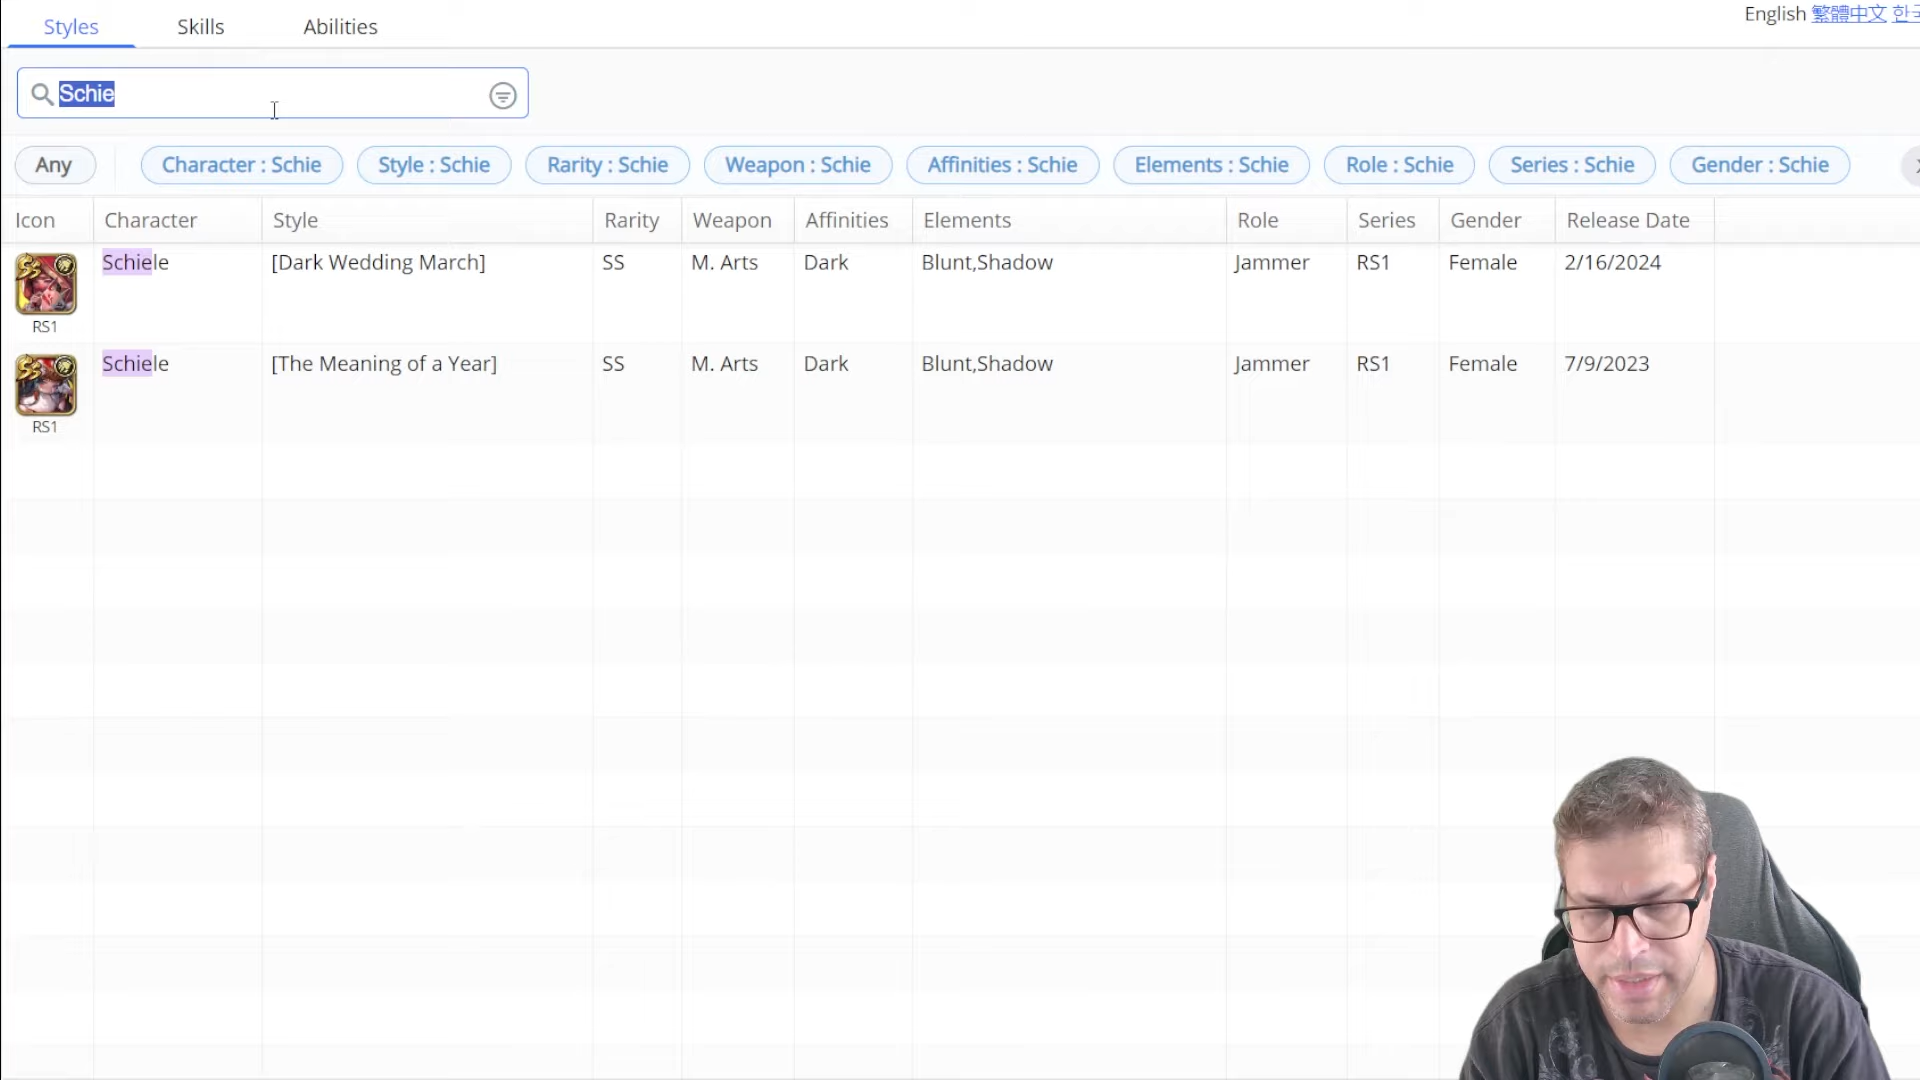 Styles Skills Abilities English 繁體中文
Schie
Any Character : Schie Style : Schie Rarity : Schie Weapon : Schie Affinities : Schie Elements : Schie Role : Schie Series : Schie Gender : Schie
Icon Character Style Rarity Weapon Affinities Elements Role Series Gender Release Date
Schiele [Dark Wedding March] SS M. Arts Dark Blunt,Shadow Jammer RS1 Female 2/16/2024
SS
RS1
Schiele [The Meaning of a Year] SS M. Arts Dark Blunt,Shadow Jammer RS1 Female 7/9/2023
SS
RS1